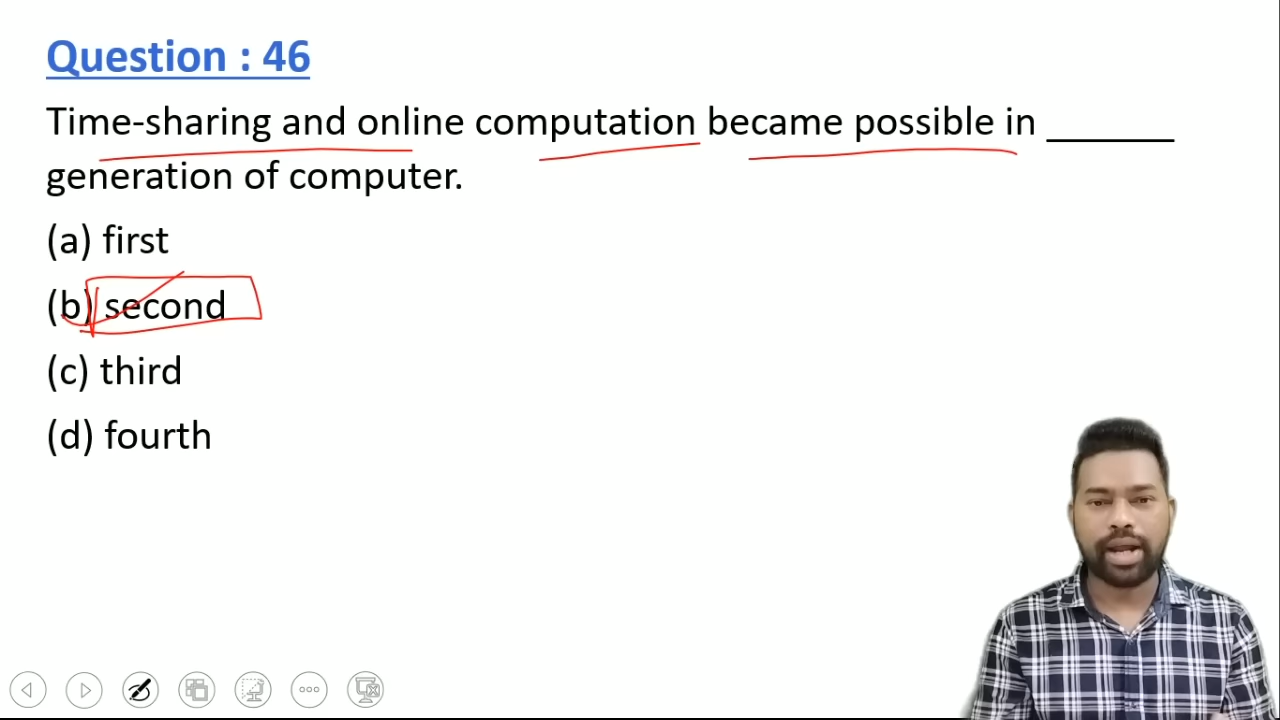 Question : 46
Time-sharing and online computation became possible in _______
generation of computer.
(a) first
(b) second
(c) third
(d) fourth